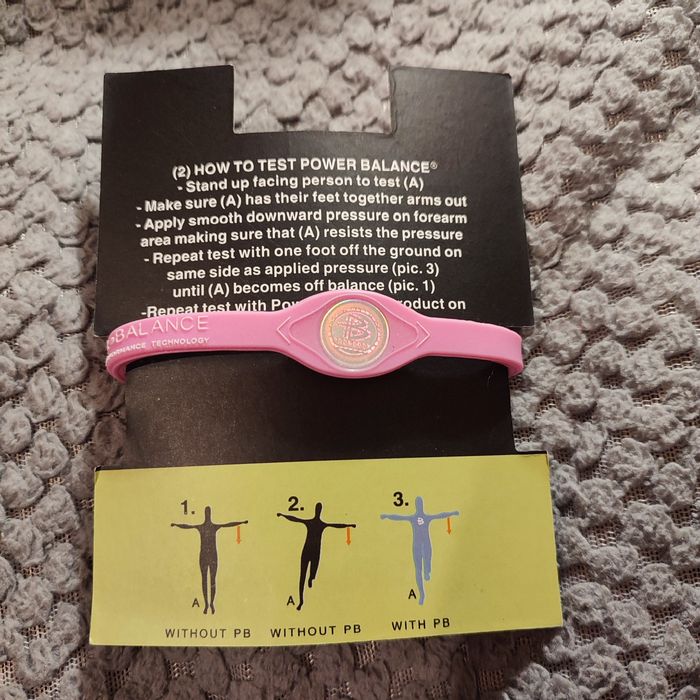 (2) HOW TO TEST POWER BALANCE®
- Stand up facing person to test (A)
- Make sure (A) has their feet together arms out
- Apply smooth downward pressure on forearm
area making sure that (A) resists the pressure
- Repeat test with one foot off the ground on
same side as applied pressure (pic. 3)
until (A) becomes off balance (pic. 1)
-Repeat test with roduct on
BALANCE
TECHNOLOGY
B
1. 2. 3.
B
A A A
WITHOUT PB WITHOUT PB WITH PB